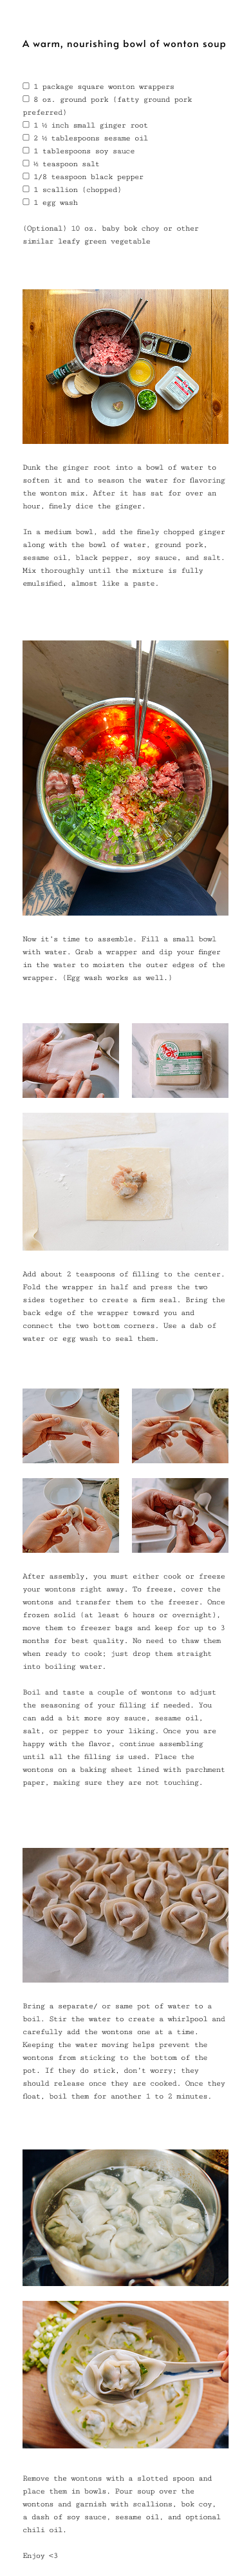 A warm, nourishing bowl of wonton soup
1 package square wonton wrappers
8 oz. ground pork (fatty ground pork
preferred)
1 ½ inch small ginger root
2 ½ tablespoons sesame oil
1 tablespoons soy sauce
½ teaspoon salt
1/8 teaspoon black pepper
1 scallion (chopped)
1 egg wash
(Optional) 10 oz. baby bok choy or other
similar leafy green vegetable
Dunk the ginger root into a bowl of water to
soften it and to season the water for flavoring
the wonton mix. After it has sat for over an
hour, finely dice the ginger.
In a medium bowl, add the finely chopped ginger
along with the bowl of water, ground pork,
sesame oil, black pepper, soy sauce, and salt.
Mix thoroughly until the mixture is fully
emulsified, almost like a paste.
Now it's time to assemble. Fill a small bowl
with water. Grab a wrapper and dip your finger
in the water to moisten the outer edges of the
wrapper. (Egg wash works as well.)
Add about 2 teaspoons of filling to the center.
Fold the wrapper in half and press the two
sides together to create a firm seal. Bring the
back edge of the wrapper toward you and
connect the two bottom corners. Use a dab of
water or egg wash to seal them.
After assembly, you must either cook or freeze
your wontons right away. To freeze, cover the
wontons and transfer them to the freezer. Once
frozen solid (at least 6 hours or overnight),
move them to freezer bags and keep for up to 3
months for best quality. No need to thaw them
when ready to cook; just drop them straight
into boiling water.
Boil and taste a couple of wontons to adjust
the seasoning of your filling if needed. You
can add a bit more soy sauce, sesame oil,
salt, or pepper to your liking. Once you are
happy with the flavor, continue assembling
until all the filling is used. Place the
wontons on a baking sheet lined with parchment
paper, making sure they are not touching.
Bring a separate/ or same pot of water to a
boil. Stir the water to create a whirlpool and
carefully add the wontons one at a time.
Keeping the water moving helps prevent the
wontons from sticking to the bottom of the
pot. If they do stick, don't worry; they
should release once they are cooked. Once they
float, boil them for another 1 to 2 minutes.
Remove the wontons with a slotted spoon and
place them in bowls. Pour soup over the
wontons and garnish with scallions, bok coy,
a dash of soy sauce, sesame oil, and optional
chili oil.
Enjoy <3